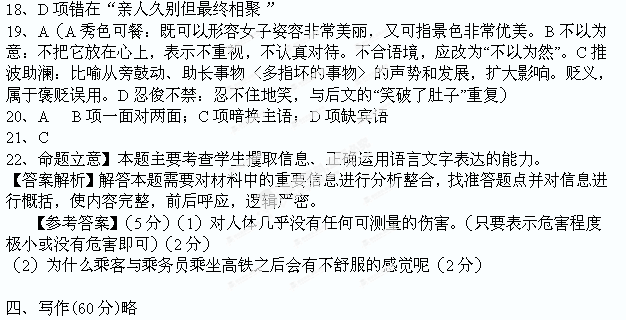 18、D项错在“亲人久别但最终相聚 ”
19、A（A秀色可餐：既可以形容女子姿容非常美丽，又可指景色非常优美。B不以为
意：不把它放在心上，表示不重视，不认真对待。不合语境，应改为“不以为然”。C推
波助澜：比喻从旁鼓动、助长事物〈多指坏的事物〉的声势和发展，扩大影响。贬义，
属于褒贬误用。D忍俊不禁：忍不住地笑，与后文的“笑破了肚子”重复）
20、A B项一面对两面；C项暗换主语；D项缺宾语
21、C
22、命题立意】本题主要考查学生撮取信息、正确运用语言文字表达的能力。
【答案解析】解答本题需要对材料中的重要信息进行分析整合，找准答题点并对信息进
行概括，使内容完整，前后呼应，逻辑严密。
【参考答案】（5分）（1）对人体几乎没有任何可测量的伤害。（只要表示危害程度
极小或没有危害即可）（2分）
（2）为什么乘客与乘务员乘坐高铁之后会有不舒服的感觉呢（2分）
四、写作(60分)略